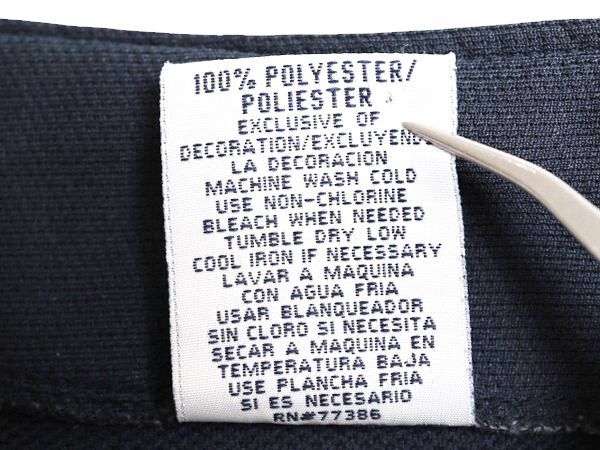 100% POLYESTER/
POLIESTER
EXCLUSIVE OF
DECORATION/EXCLUYENDO
LA DECORACION
MACHINE WASH COLD
USE NON-CHLORINE
BLEACH WHEN NEEDED
TUMBLE DRY LOW
COOL IRON IF NECESSARY
LAVAR A MAQUINA
CON AGUA FRIA
USAR BLANQUEADOR
SIN CLORO SI NECESITA
SECAR A MAQUINA EN
TEMPERATURA BAJA
USE PLANCHA FRIA
SI ES NECESARIO
RN#77386